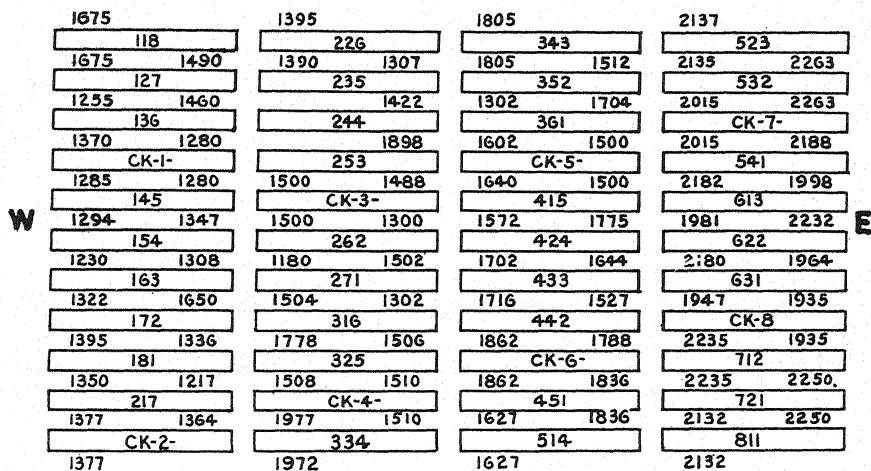 1675 1395 1805 2137
118 226 343 523
1675 1490 1390 1307 1805 1512 2135 2263
127 235 352 532
1255 1460 1422 1302 1704 2015 2263
136 244 361 CK-7-
1370 1280 1898 1602 1500 2015 2188
CK-1- 253 CK-5- 541
1285 1280 1500 1488 1640 1500 2182 1998
145 CK-3- 415 613
W 1294 1347 1500 1300 1572 1775 1981 2232 E
154 262 424 622
1230 1308 1180 1502 1702 1644 2180 1964
163 271 433 631
1322 1650 1504 1302 1716 1527 1947 1935
172 316 442 CK-8
1395 1336 1778 1506 1862 1788 2235 1935
181 325 CK-6- 712
1350 1217 1508 1510 1862 1836 2235 2250.
217 CK-4- 451 721
1377 1364 1977 1510 1627 1836 2132 2250
CK-2- 334 514 811
1377 1972 1627 2132